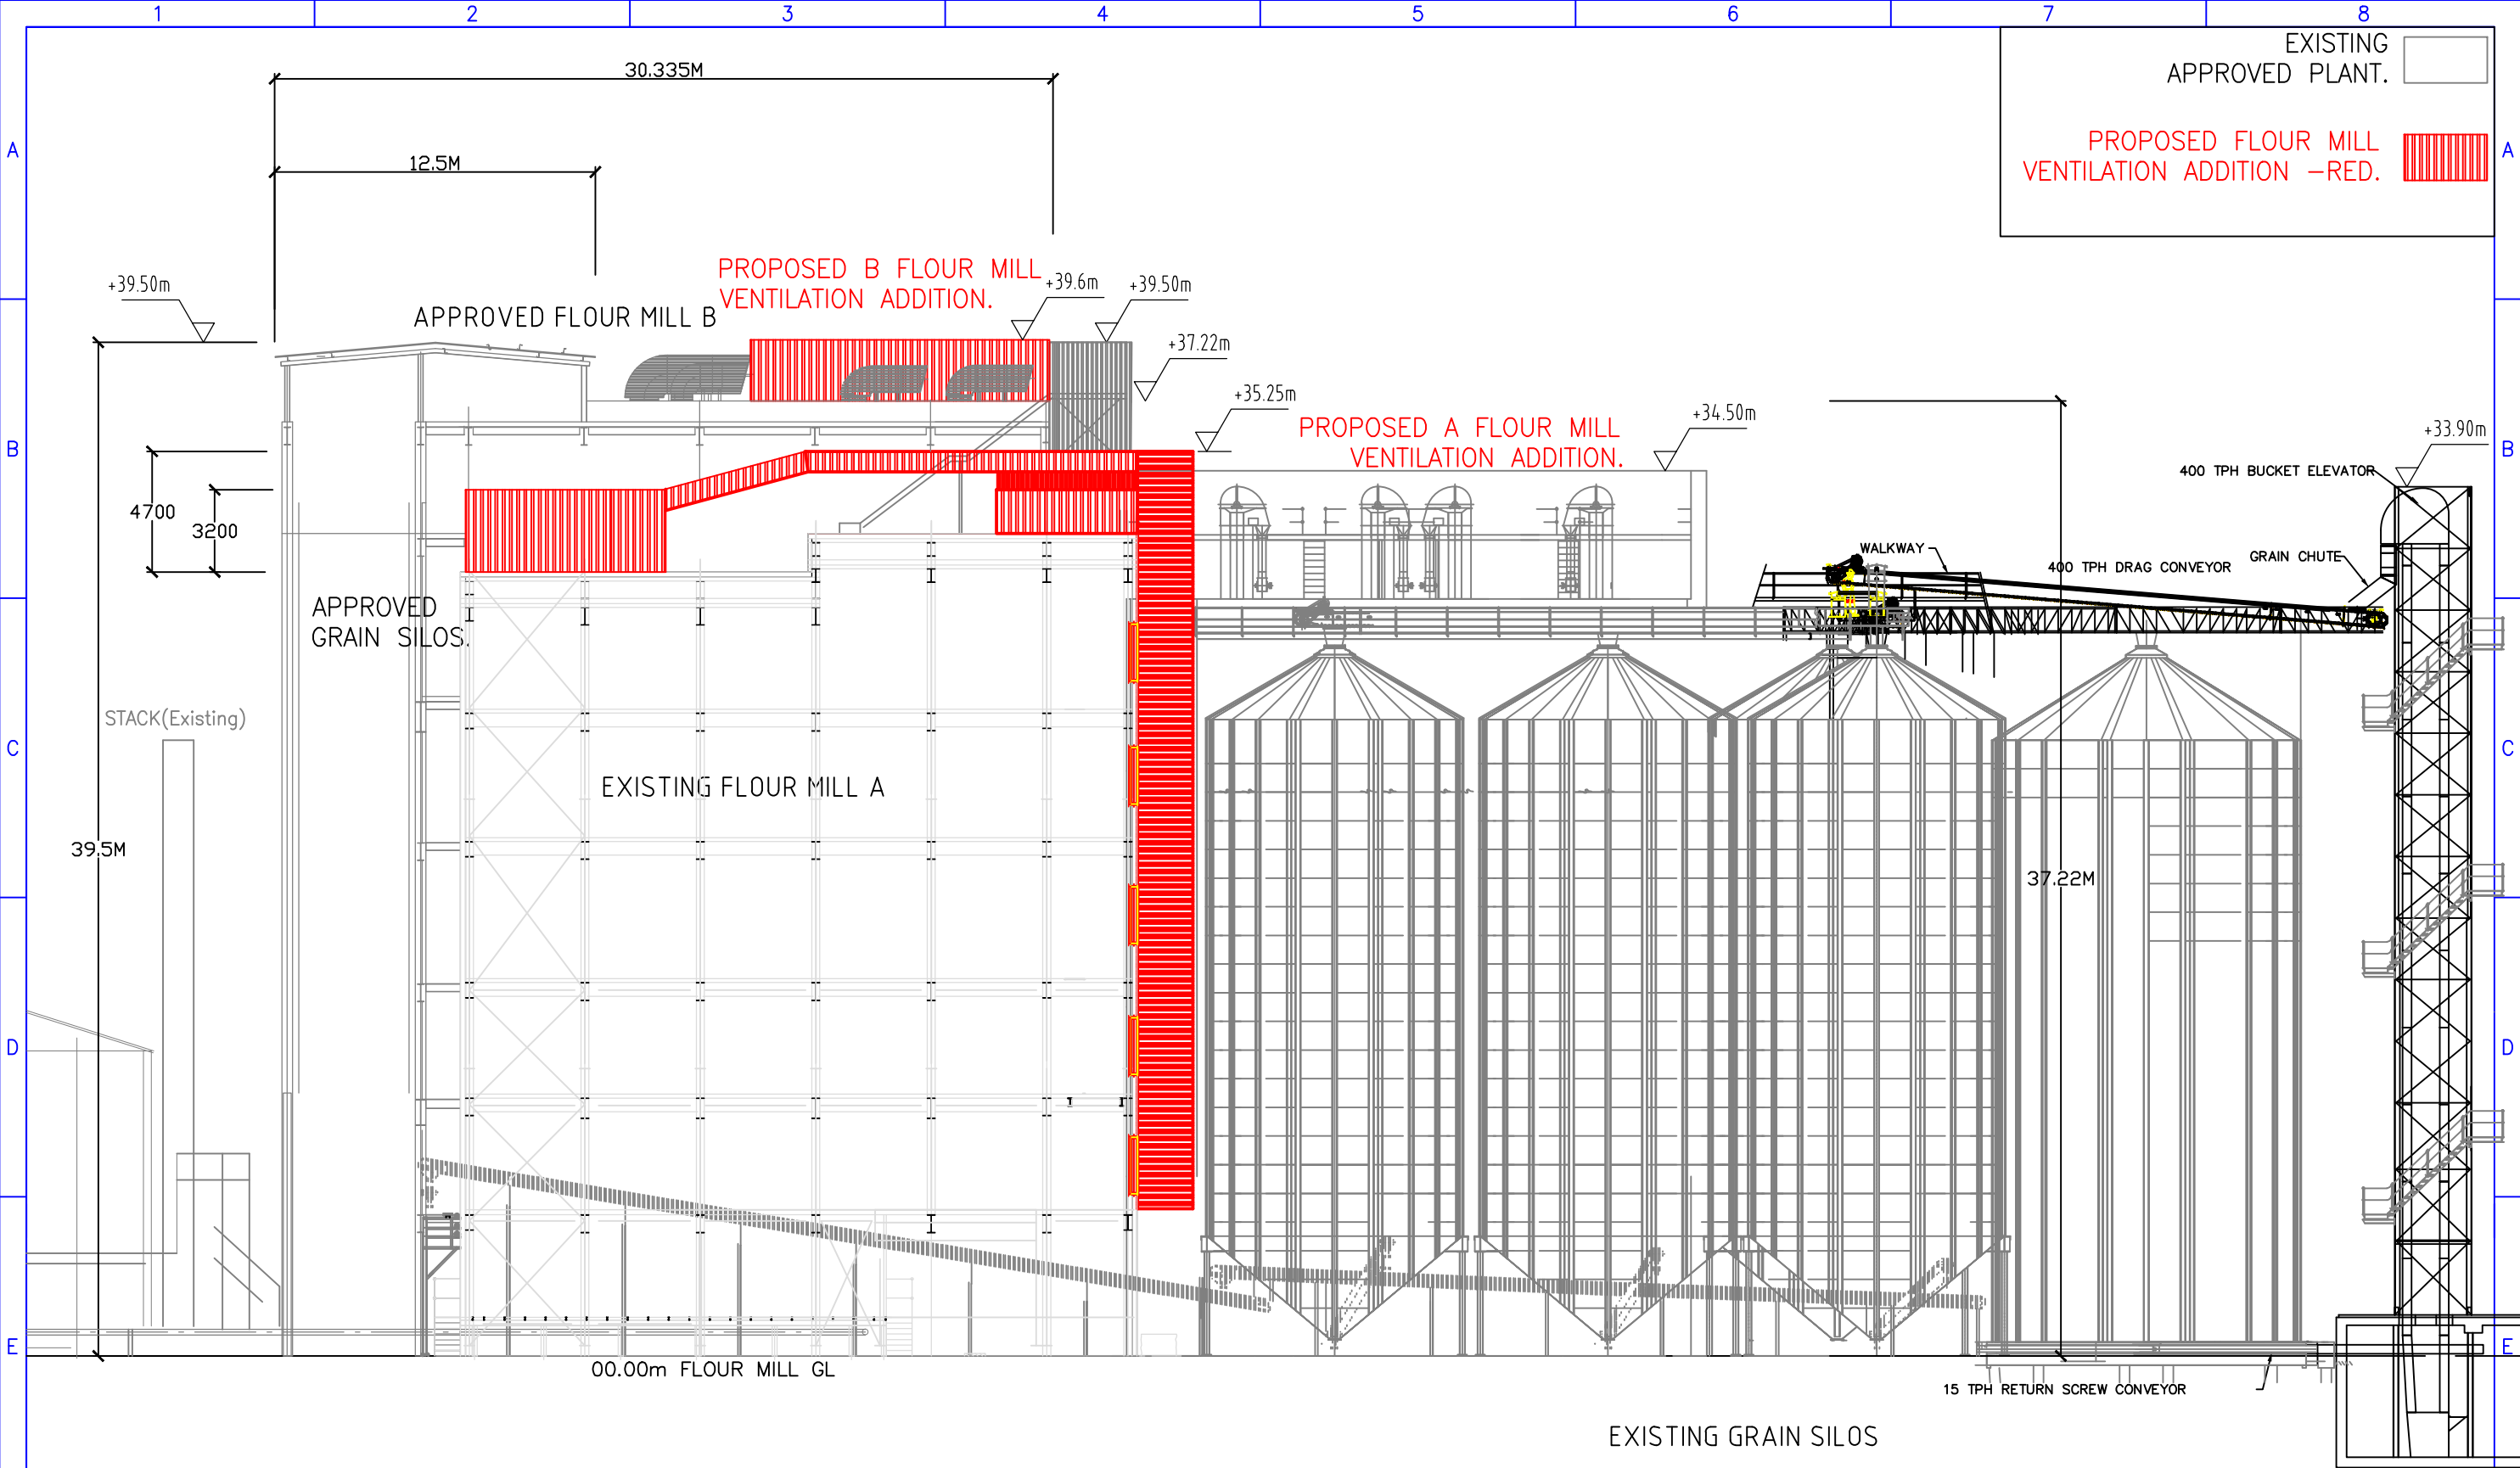 1 2 3 4 5 6 7 8
EXISTING
APPROVED PLANT.
PROPOSED FLOUR MILL
VENTILATION ADDITION -RED.
30.335M
12.5M
A A
PROPOSED B FLOUR MILL
VENTILATION ADDITION.
+39.50m
+39.6m
+39.50m
APPROVED FLOUR MILL B
+37.22m
+35.25m
+34.50m
PROPOSED A FLOUR MILL
VENTILATION ADDITION.
+33.90m
B B
400 TPH BUCKET ELEVATOR
4700
3200
WALKWAY
GRAIN CHUTE
400 TPH DRAG CONVEYOR
APPROVED
GRAIN SILOS.
STACK(Existing)
C C
EXISTING FLOUR MILL A
39.5M
37.22M
D D
E E
00.00m FLOUR MILL GL
15 TPH RETURN SCREW CONVEYOR
EXISTING GRAIN SILOS